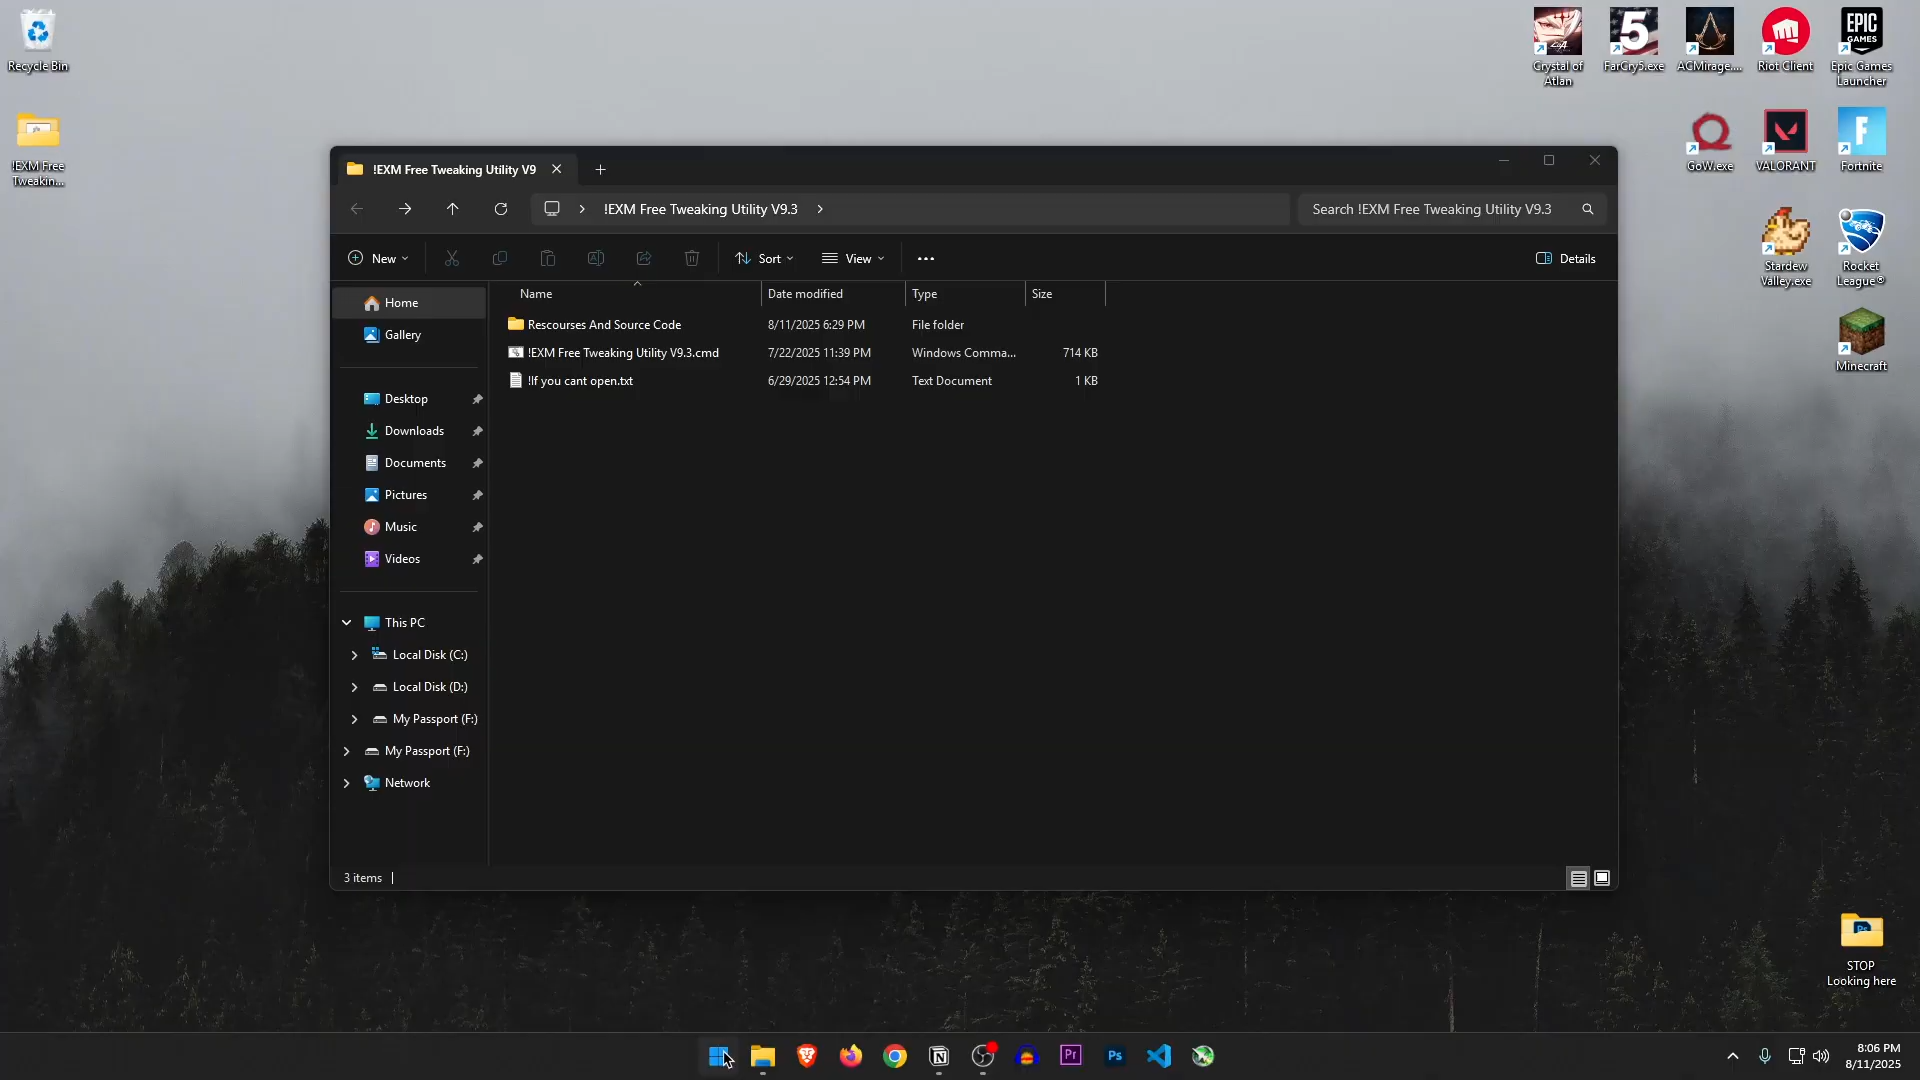 Recycle Bin
!EXM Free
Tweakin...
Crystal of
Atlan
FarCry5.exe
ACMirage....
Riot Client
EPIC
GAMES
Epic Games
Launcher
GoW.exe
VALORANT
Fortnite
Stardew
Valley.exe
Rocket
League®
Minecraft
STOP
Looking here
!EXM Free Tweaking Utility V9
!EXM Free Tweaking Utility V9.3
Search !EXM Free Tweaking Utility V9.3
New
Sort
View
Details
Name Date modified Type Size
Rescourses And Source Code 8/11/2025 6:29 PM File folder
!EXM Free Tweaking Utility V9.3.cmd 7/22/2025 11:39 PM Windows Comma... 714 KB
!If you cant open.txt 6/29/2025 12:54 PM Text Document 1 KB
Home
Gallery
Desktop
Downloads
Documents
Pictures
Music
Videos
This PC
Local Disk (C:)
Local Disk (D:)
My Passport (F:)
My Passport (F:)
Network
3 items
Pr
Ps
8:06 PM
8/11/2025